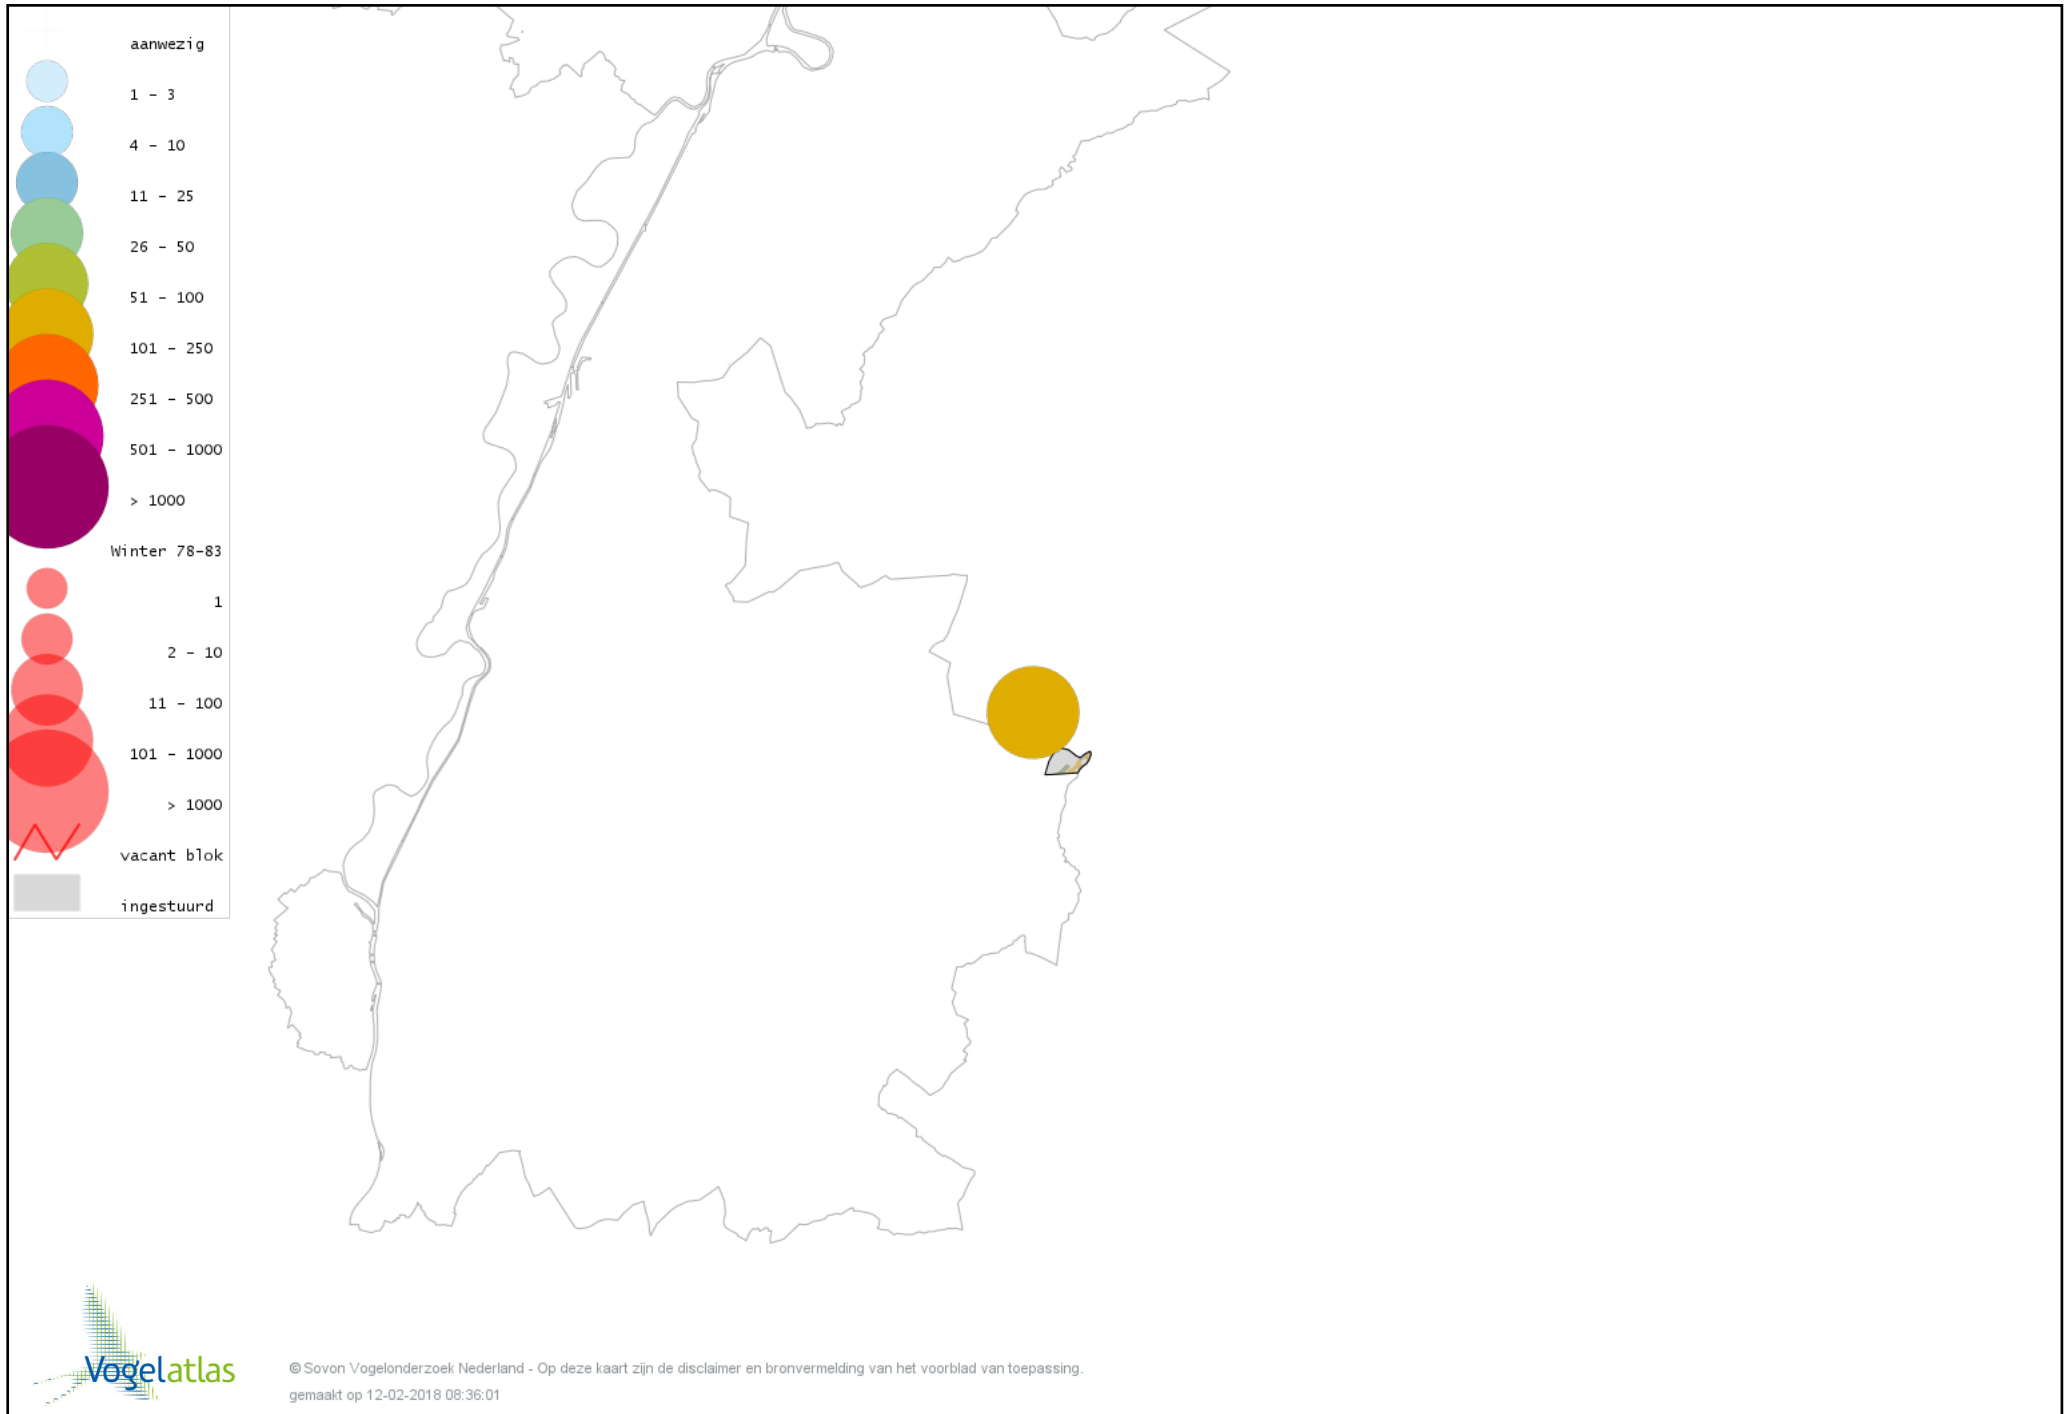 aanwezig
1 - 3
4 - 10
11 - 25
26 - 50
51 - 100
101 - 250
251 - 500
501 - 1000
> 1000
Winter 78-83
1
2 - 10
11 - 100
101 - 1000
> 1000
vacant blok
ingestuurd
Vogelatlas
© Sovon Vogelonderzoek Nederland - Op deze kaart zijn de disclaimer en bronvermelding van het voorblad van toepassing.
gemaakt op 12-02-2018 08:36:01